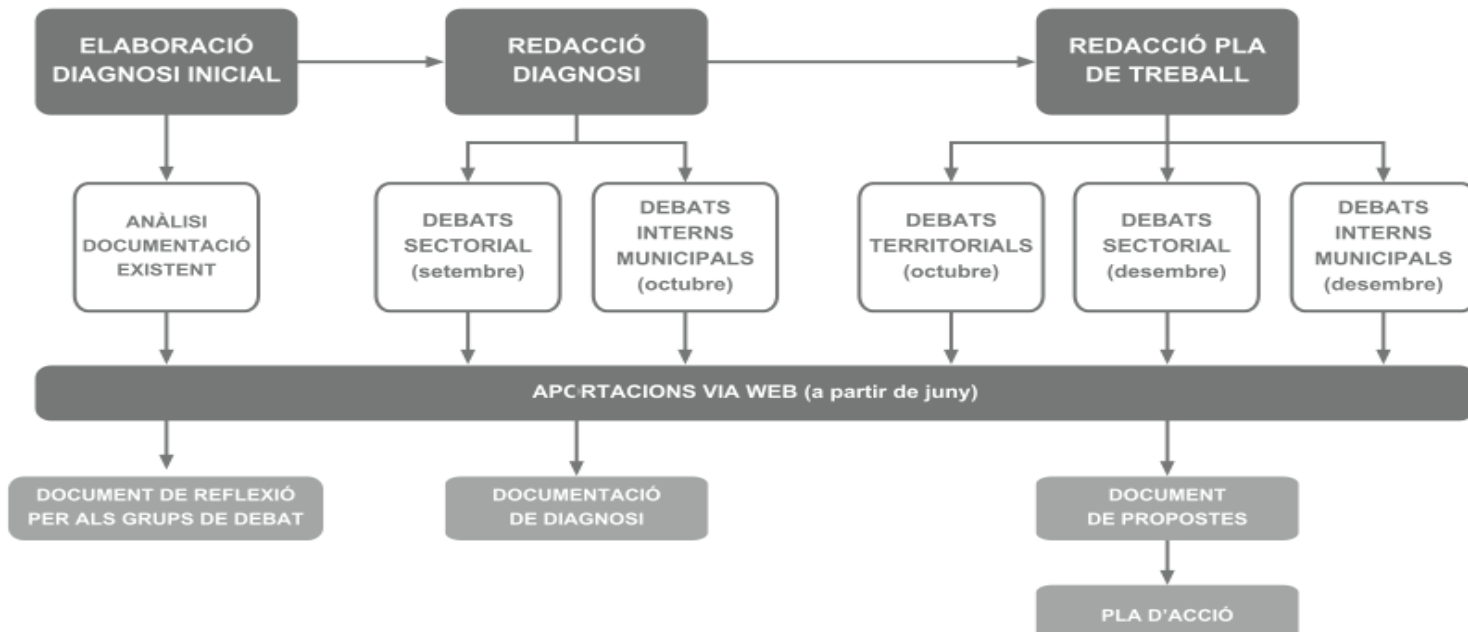 ELABORACIÓ
DIAGNOSI INICIAL
REDACCIÓ
DIAGNOSI
REDACCIÓ PLA
DE TREBALL
ANÀLISI
DOCUMENTACIÓ
EXISTENT
DEBATS
SECTORIAL
(setembre)
DEBATS
INTERNS
MUNICIPALS
(octubre)
DEBATS
TERRITORIALS
(octubre)
DEBATS
SECTORIAL
(desembre)
DEBATS
INTERNS
MUNICIPALS
(desembre)
APORTACIONS VIA WEB (a partir de juny)
DOCUMENT DE REFLEXIÓ
PER ALS GRUPS DE DEBAT
DOCUMENTACIÓ
DE DIAGNOSI
DOCUMENT
DE PROPOSTES
PLA D'ACCIÓ